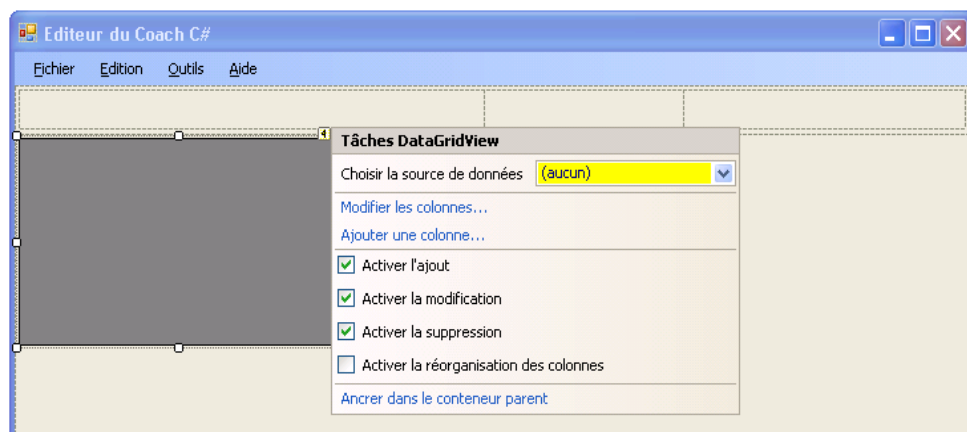 Editeur du Coach C#
Fichier Edition Outils Aide
Tâches DataGridView
Choisir la source de données (aucun)
Modifier les colonnes...
Ajouter une colonne...
Activer l'ajout
Activer la modification
Activer la suppression
Activer la réorganisation des colonnes
Ancrer dans le conteneur parent